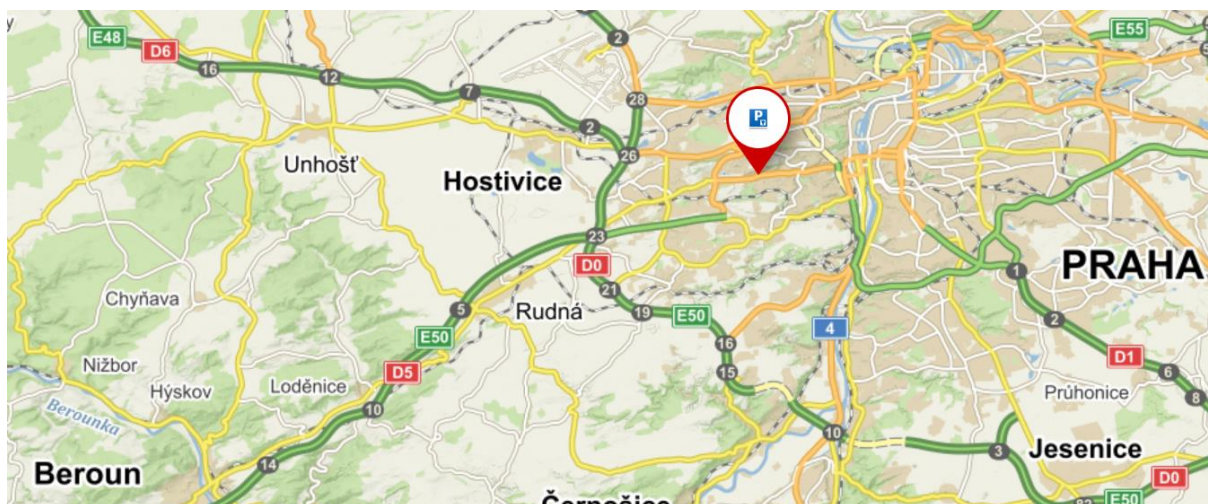 E48
D6
16
12
7
2
28
2
26
E55
P
Unhošť
Hostivice
23
D0
PRAHA
1
Chyňava
5
Rudná
21
19
E50
E50
4
2
16
D1
Nižbor
Hýskov
Loděnice
D5
15
6
8
Průhonice
Berounka
10
10
3
Jesenice
Beroun
14
D0
E50
82
Černošice